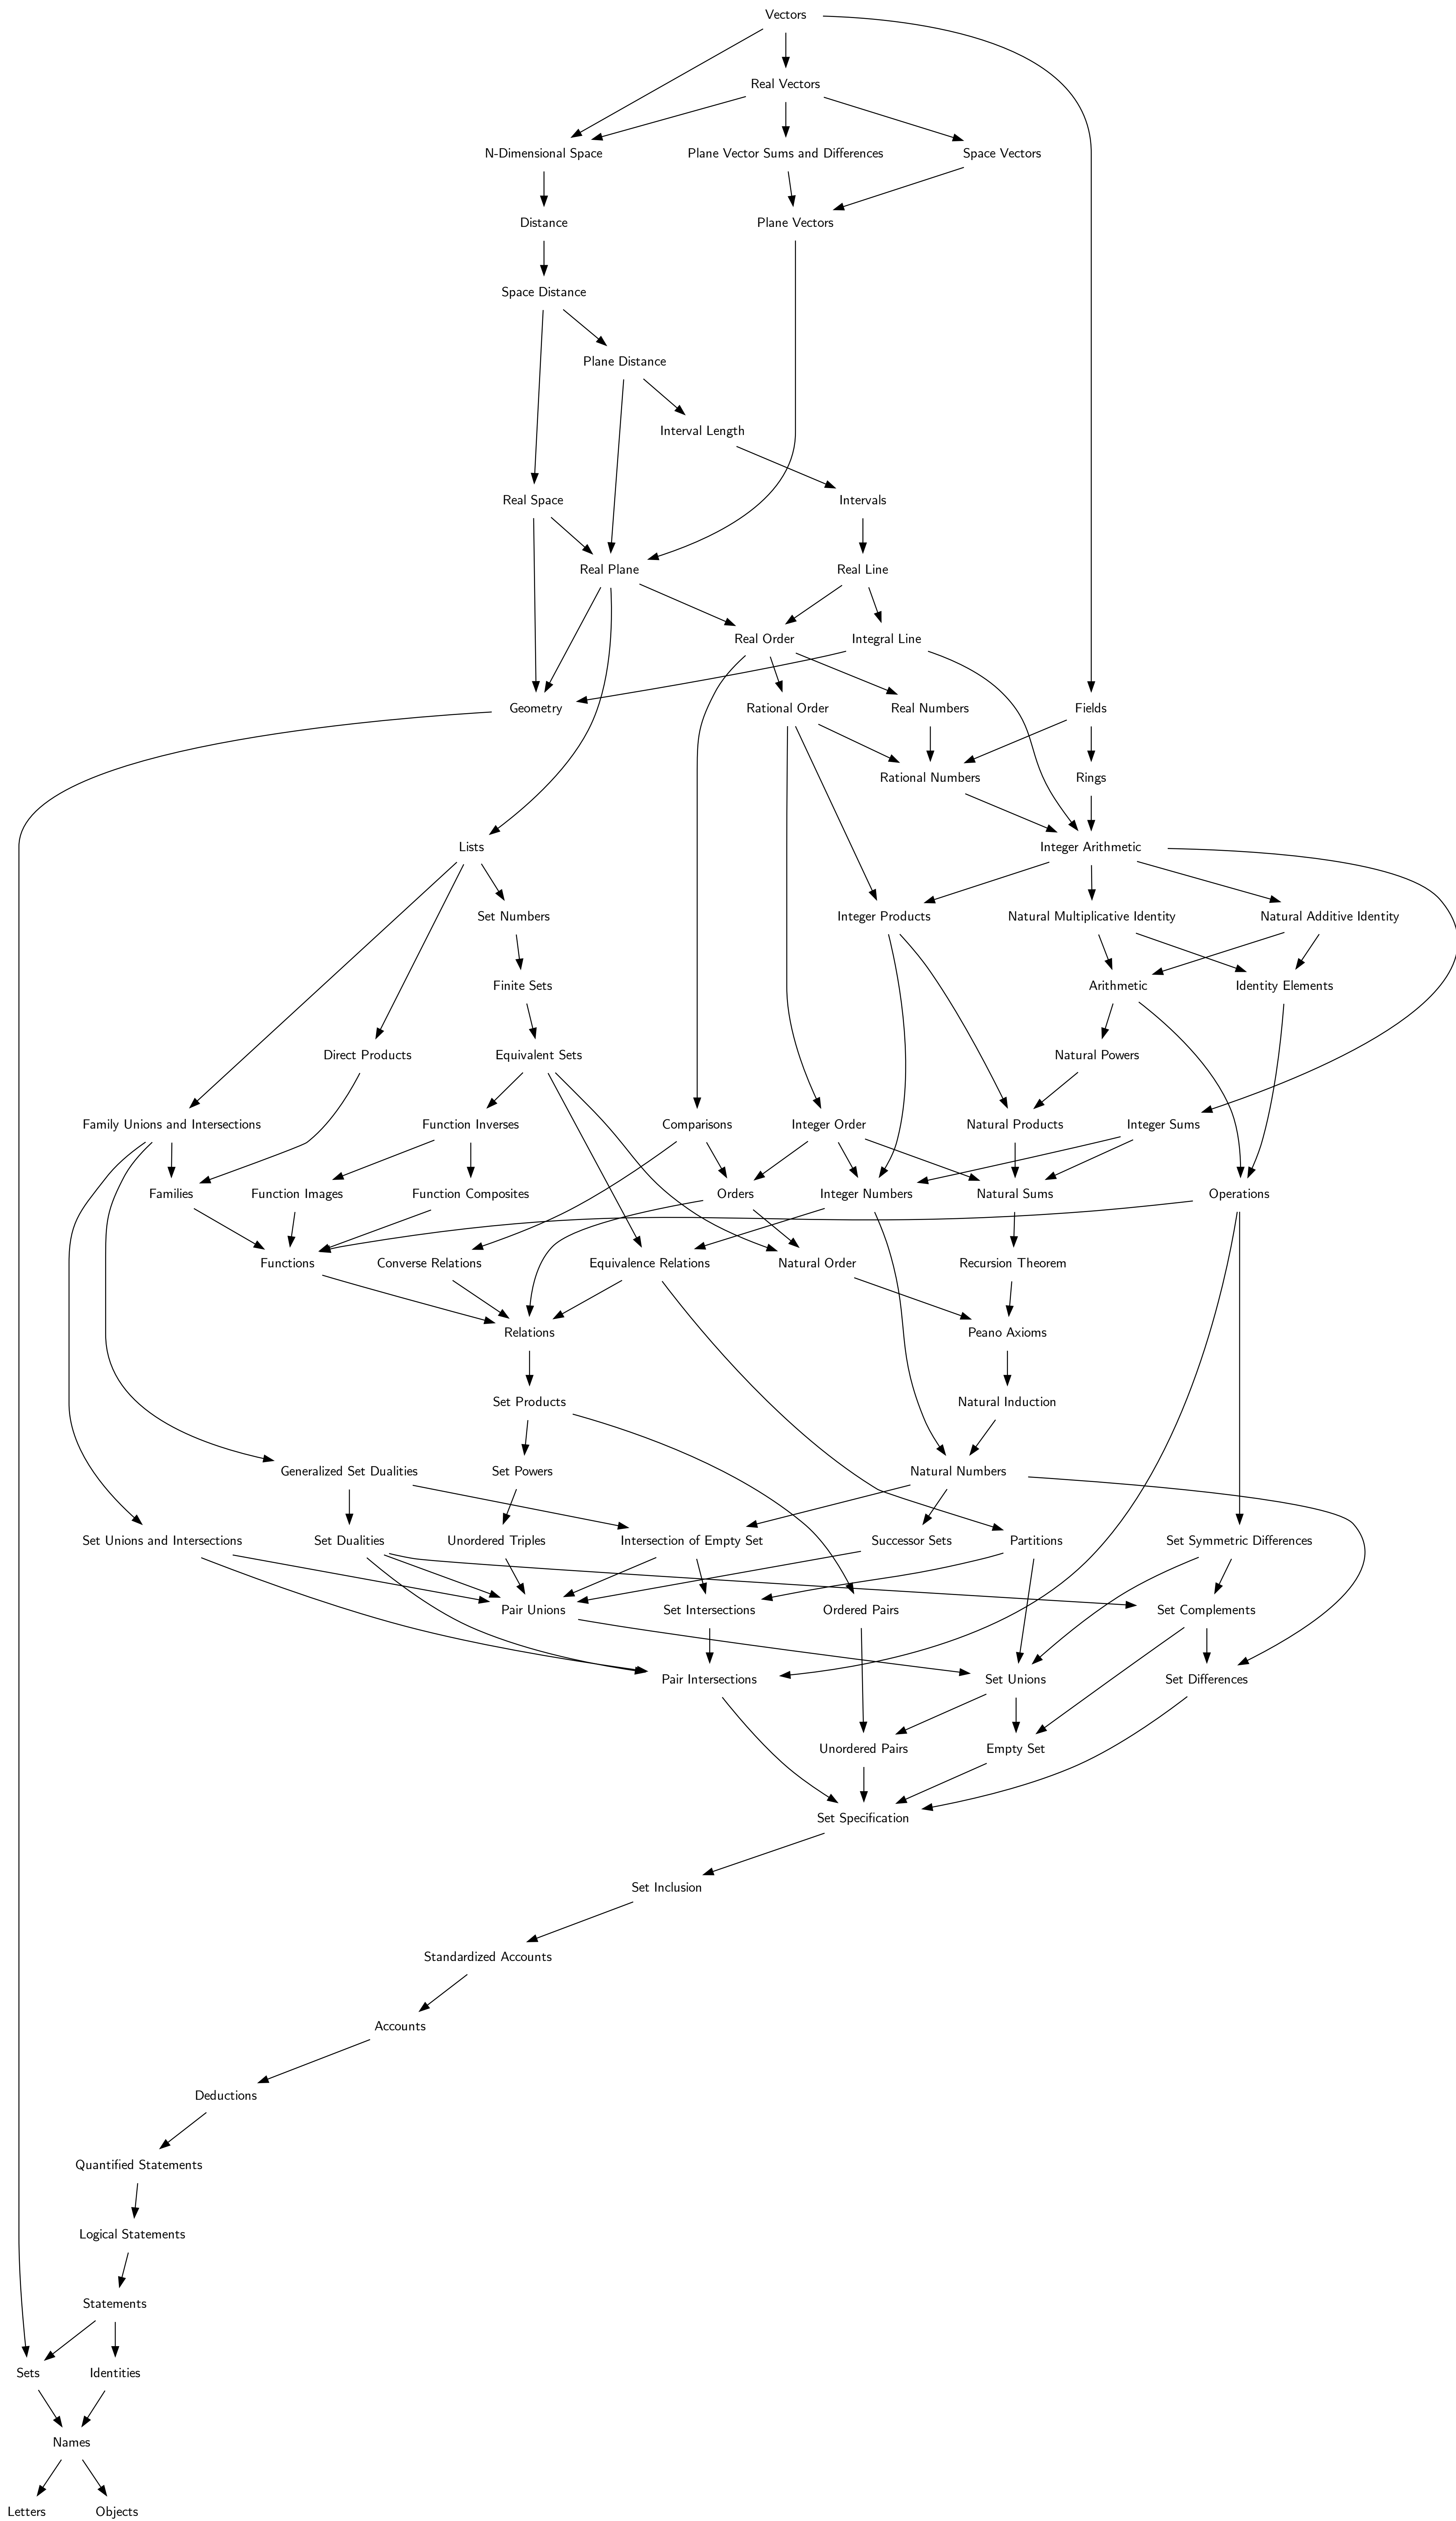 Vectors
Real Vectors
N-Dimensional Space
Plane Vector Sums and Differences
Space Vectors
Distance
Plane Vectors
Space Distance
Plane Distance
Interval Length
Real Space
Intervals
Real Plane
Real Line
Real Order
Integral Line
Geometry
Rational Order
Real Numbers
Fields
Rational Numbers
Rings
Lists
Integer Arithmetic
Set Numbers
Integer Products
Natural Multiplicative Identity
Natural Additive Identity
Finite Sets
Arithmetic
Identity Elements
Direct Products
Equivalent Sets
Natural Powers
Family Unions and Intersections
Function Inverses
Comparisons
Integer Order
Natural Products
Integer Sums
Families
Function Images
Function Composites
Orders
Integer Numbers
Natural Sums
Operations
Functions
Converse Relations
Equivalence Relations
Natural Order
Recursion Theorem
Relations
Peano Axioms
Set Products
Natural Induction
Generalized Set Dualities
Set Powers
Natural Numbers
Set Unions and Intersections
Set Dualities
Unordered Triples
Intersection of Empty Set
Successor Sets
Partitions
Set Symmetric Differences
Pair Unions
Set Intersections
Ordered Pairs
Set Complements
Pair Intersections
Set Unions
Set Differences
Unordered Pairs
Empty Set
Set Specification
Set Inclusion
Standardized Accounts
Accounts
Deductions
Quantified Statements
Logical Statements
Statements
Sets
Identities
Names
Letters
Objects